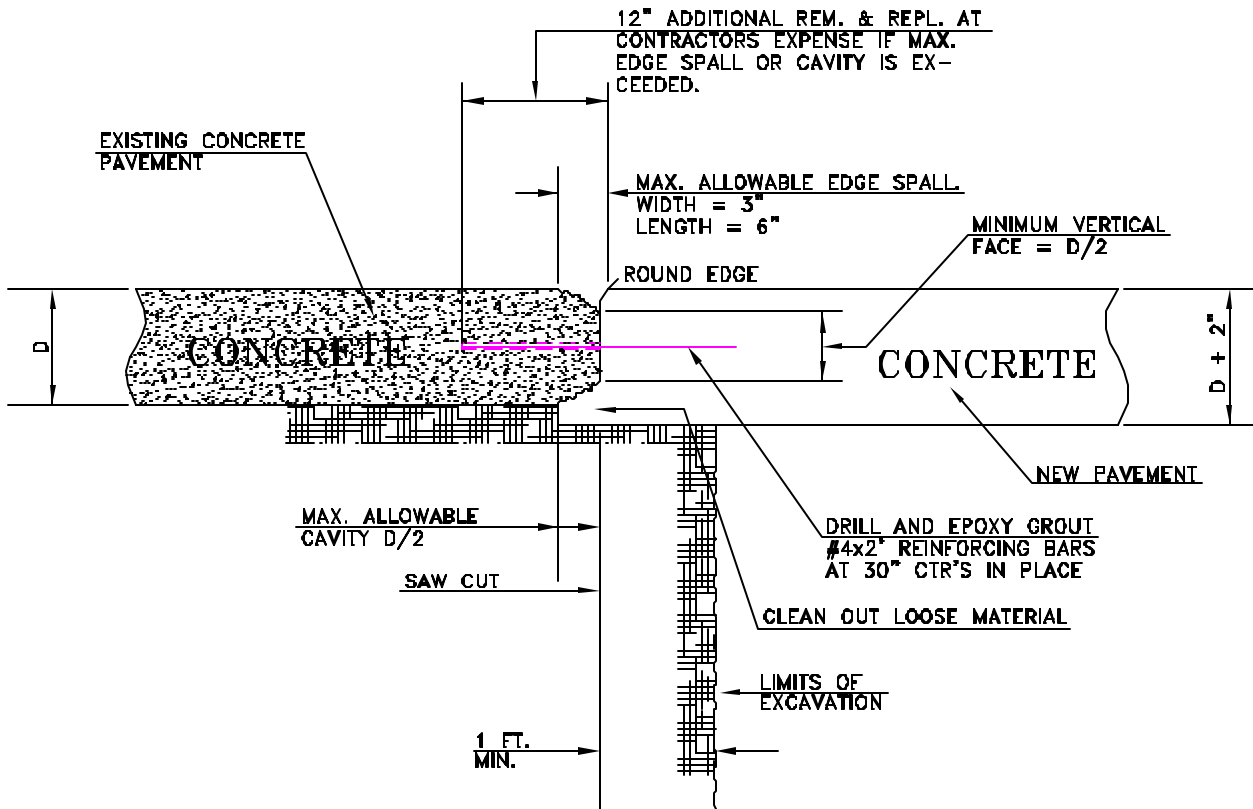 12" ADDITIONAL REM. & REPL. AT
CONTRACTORS EXPENSE IF MAX.
EDGE SPALL OR CAVITY IS EX-
CEEDED.
EXISTING CONCRETE
PAVEMENT
MAX. ALLOWABLE EDGE SPALL.
WIDTH = 3"
LENGTH = 6"
MINIMUM VERTICAL
FACE = D/2
ROUND EDGE
D
CONCRETE
CONCRETE
D + 2"
NEW PAVEMENT
MAX. ALLOWABLE
CAVITY D/2
DRILL AND EPOXY GROUT
#4x2' REINFORCING BARS
AT 30" CTR'S IN PLACE
SAW CUT
CLEAN OUT LOOSE MATERIAL
LIMITS OF
EXCAVATION
1 FT.
MIN.